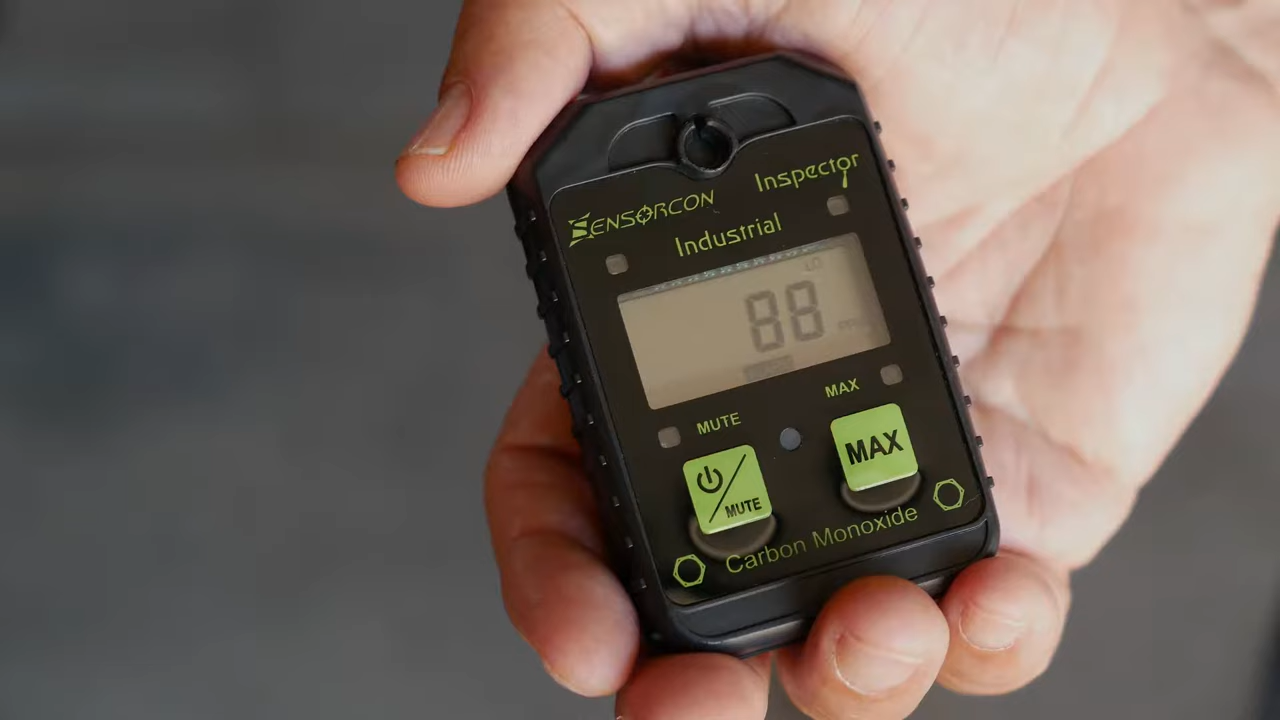 SENSORCON
Inspector
Industrial
88
MUTE
MAX
MUTE
MAX
Carbon Monoxide